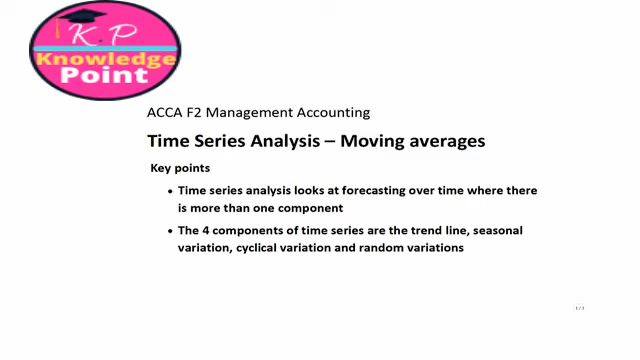 K.P
Knowledge
Point
ACCA F2 Management Accounting
Time Series Analysis – Moving averages
Key points
• Time series analysis looks at forecasting over time where there
is more than one component
• The 4 components of time series are the trend line, seasonal
variation, cyclical variation and random variations
1 / 1